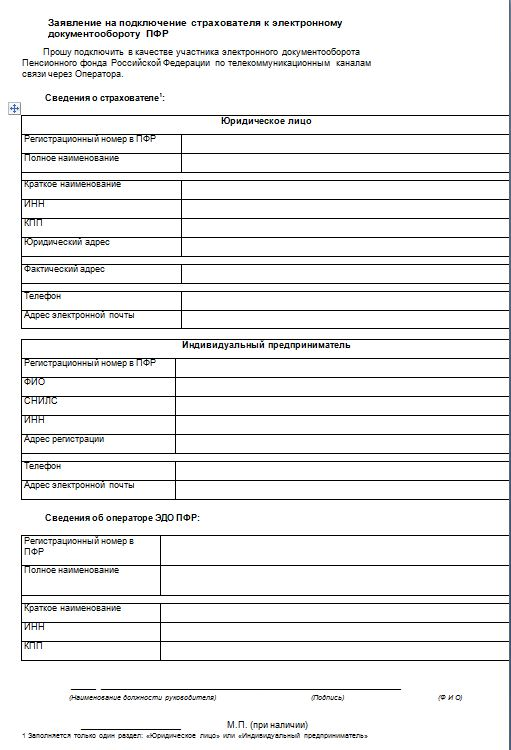 Заявление на подключение страхователя к электронному
документообороту ПФР
Прошу подключить в качестве участника электронного документооборота
Пенсионного фонда Российской Федерации по телекоммуникационным каналам
связи через Оператора.
Сведения о страхователе¹:
Юридическое лицо
Регистрационный номер в ПФР
Полное наименование
Краткое наименование
ИНН
КПП
Юридический адрес
Фактический адрес
Телефон
Адрес электронной почты
Индивидуальный предприниматель
Регистрационный номер в ПФР
ФИО
СНИЛС
ИНН
Адрес регистрации
Телефон
Адрес электронной почты
Сведения об операторе ЭДО ПФР:
Регистрационный номер в
ПФР
Полное наименование
Краткое наименование
ИНН
КПП
(Наименование должности руководителя) (Подпись) (Ф И О)
М.П. (при наличии)
1 Заполняется только один раздел: «Юридическое лицо» или «Индивидуальный предприниматель»